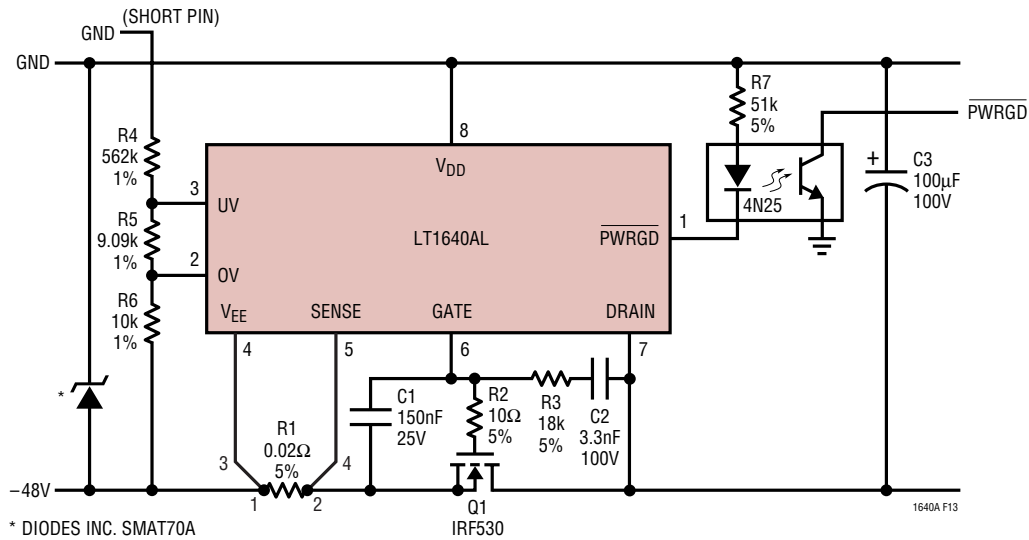 (SHORT PIN)
GND
GND
R4
562k
1%
R5
9.09k
1%
R6
10k
1%
3
2
UV
OV
8
VDD
LT1640AL
PWRGD
1
VEE
SENSE
GATE
DRAIN
4
5
6
7
R7
51k
5%
4N25
PWRGD
+
C3
100µF
100V
*
R1
0.02Ω
5%
3
4
1
2
C1
150nF
25V
R2
10Ω
5%
R3
18k
5%
C2
3.3nF
100V
–48V
Q1
IRF530
1640A F13
* DIODES INC. SMAT70A